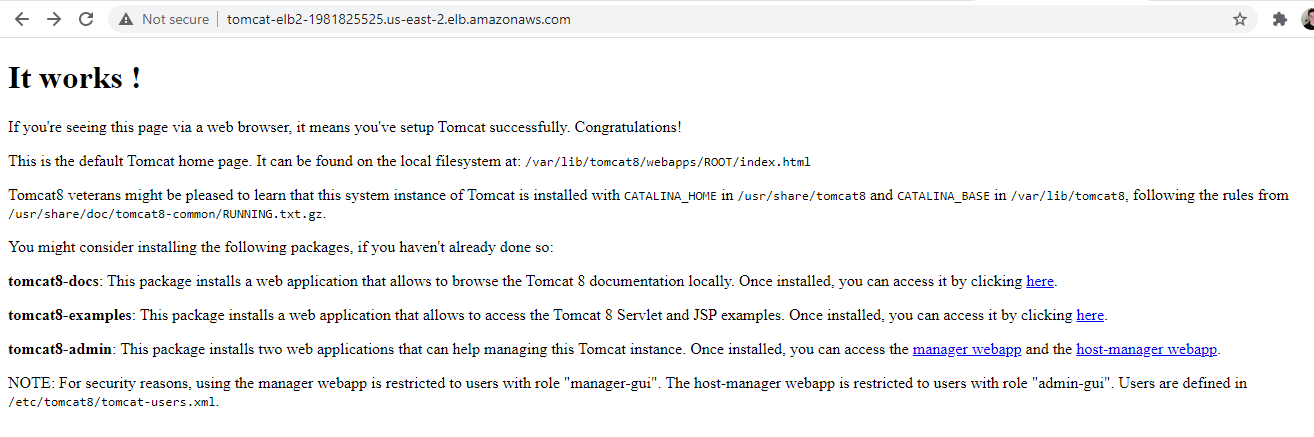 Not secure | tomcat-elb2-1981825525.us-east-2.elb.amazonaws.com
It works !
If you're seeing this page via a web browser, it means you've setup Tomcat successfully. Congratulations!
This is the default Tomcat home page. It can be found on the local filesystem at: /var/lib/tomcat8/webapps/ROOT/index.html
Tomcat8 veterans might be pleased to learn that this system instance of Tomcat is installed with CATALINA_HOME in /usr/share/tomcat8 and CATALINA_BASE in /var/lib/tomcat8, following the rules from
/usr/share/doc/tomcat8-common/RUNNING.txt.gz.
You might consider installing the following packages, if you haven't already done so:
tomcat8-docs: This package installs a web application that allows to browse the Tomcat 8 documentation locally. Once installed, you can access it by clicking here.
tomcat8-examples: This package installs a web application that allows to access the Tomcat 8 Servlet and JSP examples. Once installed, you can access it by clicking here.
tomcat8-admin: This package installs two web applications that can help managing this Tomcat instance. Once installed, you can access the manager webapp and the host-manager webapp.
NOTE: For security reasons, using the manager webapp is restricted to users with role "manager-gui". The host-manager webapp is restricted to users with role "admin-gui". Users are defined in
/etc/tomcat8/tomcat-users.xml.